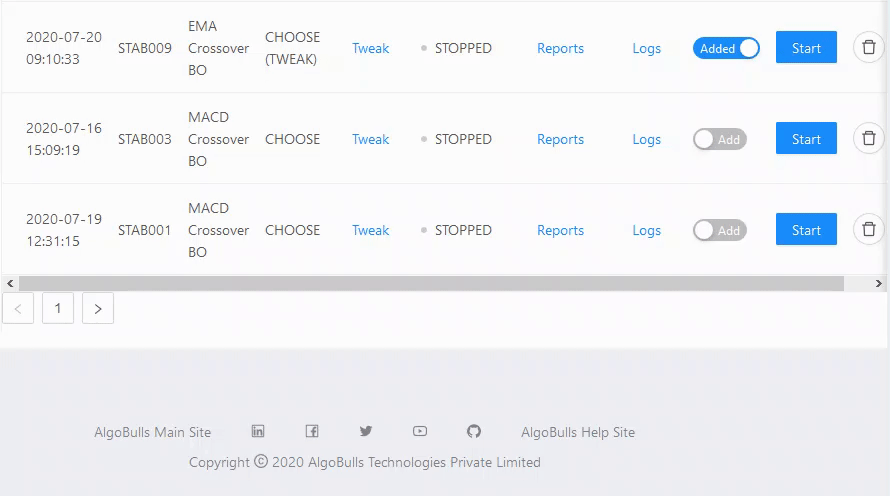 2020-07-20 09:10:33 STAB009 EMA Crossover BO CHOOSE (TWEAK) Tweak STOPPED Reports Logs Added Start
2020-07-16 15:09:19 STAB003 MACD Crossover BO CHOOSE Tweak STOPPED Reports Logs Add Start
2020-07-19 12:31:15 STAB001 MACD Crossover BO CHOOSE Tweak STOPPED Reports Logs Add Start
< 1 >
AlgoBulls Main Site AlgoBulls Help Site
Copyright © 2020 AlgoBulls Technologies Private Limited